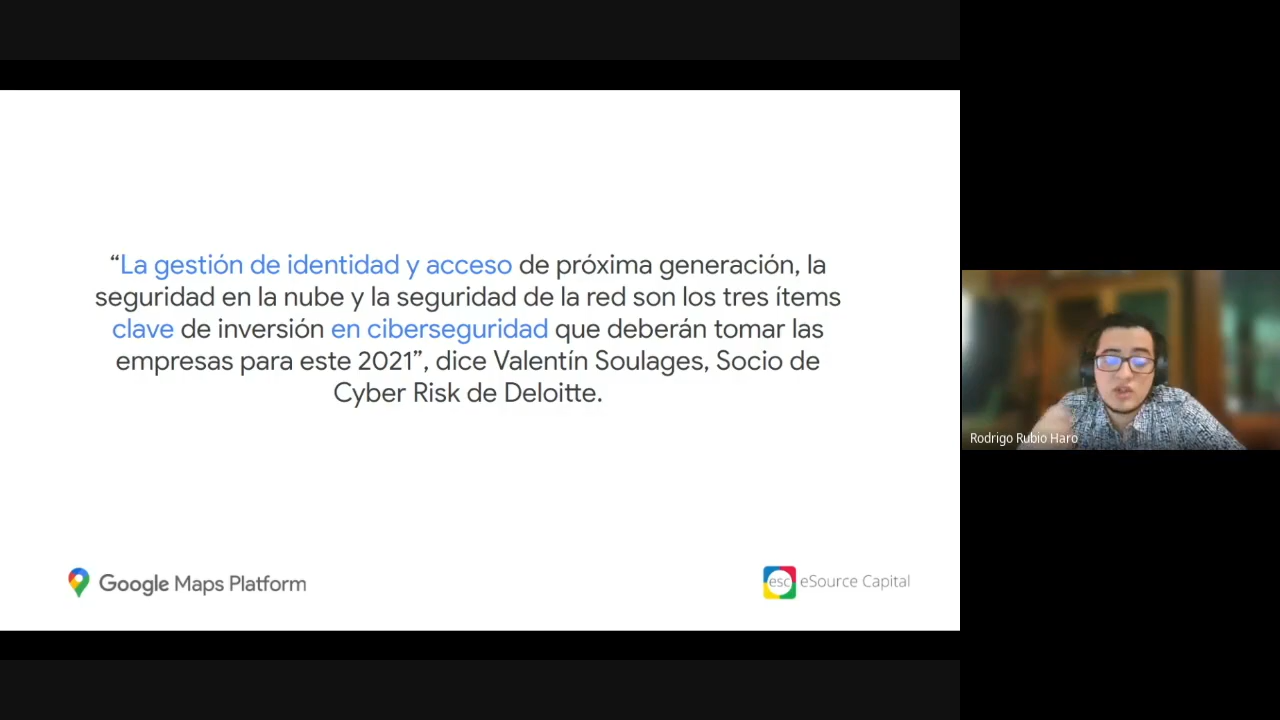 “La gestión de identidad y acceso de próxima generación, la
seguridad en la nube y la seguridad de la red son los tres ítems
clave de inversión en ciberseguridad que deberán tomar las
empresas para este 2021”, dice Valentín Soulages, Socio de
Cyber Risk de Deloitte.
Google Maps Platform
esc eSource Capital
Rodrigo Rubio Haro